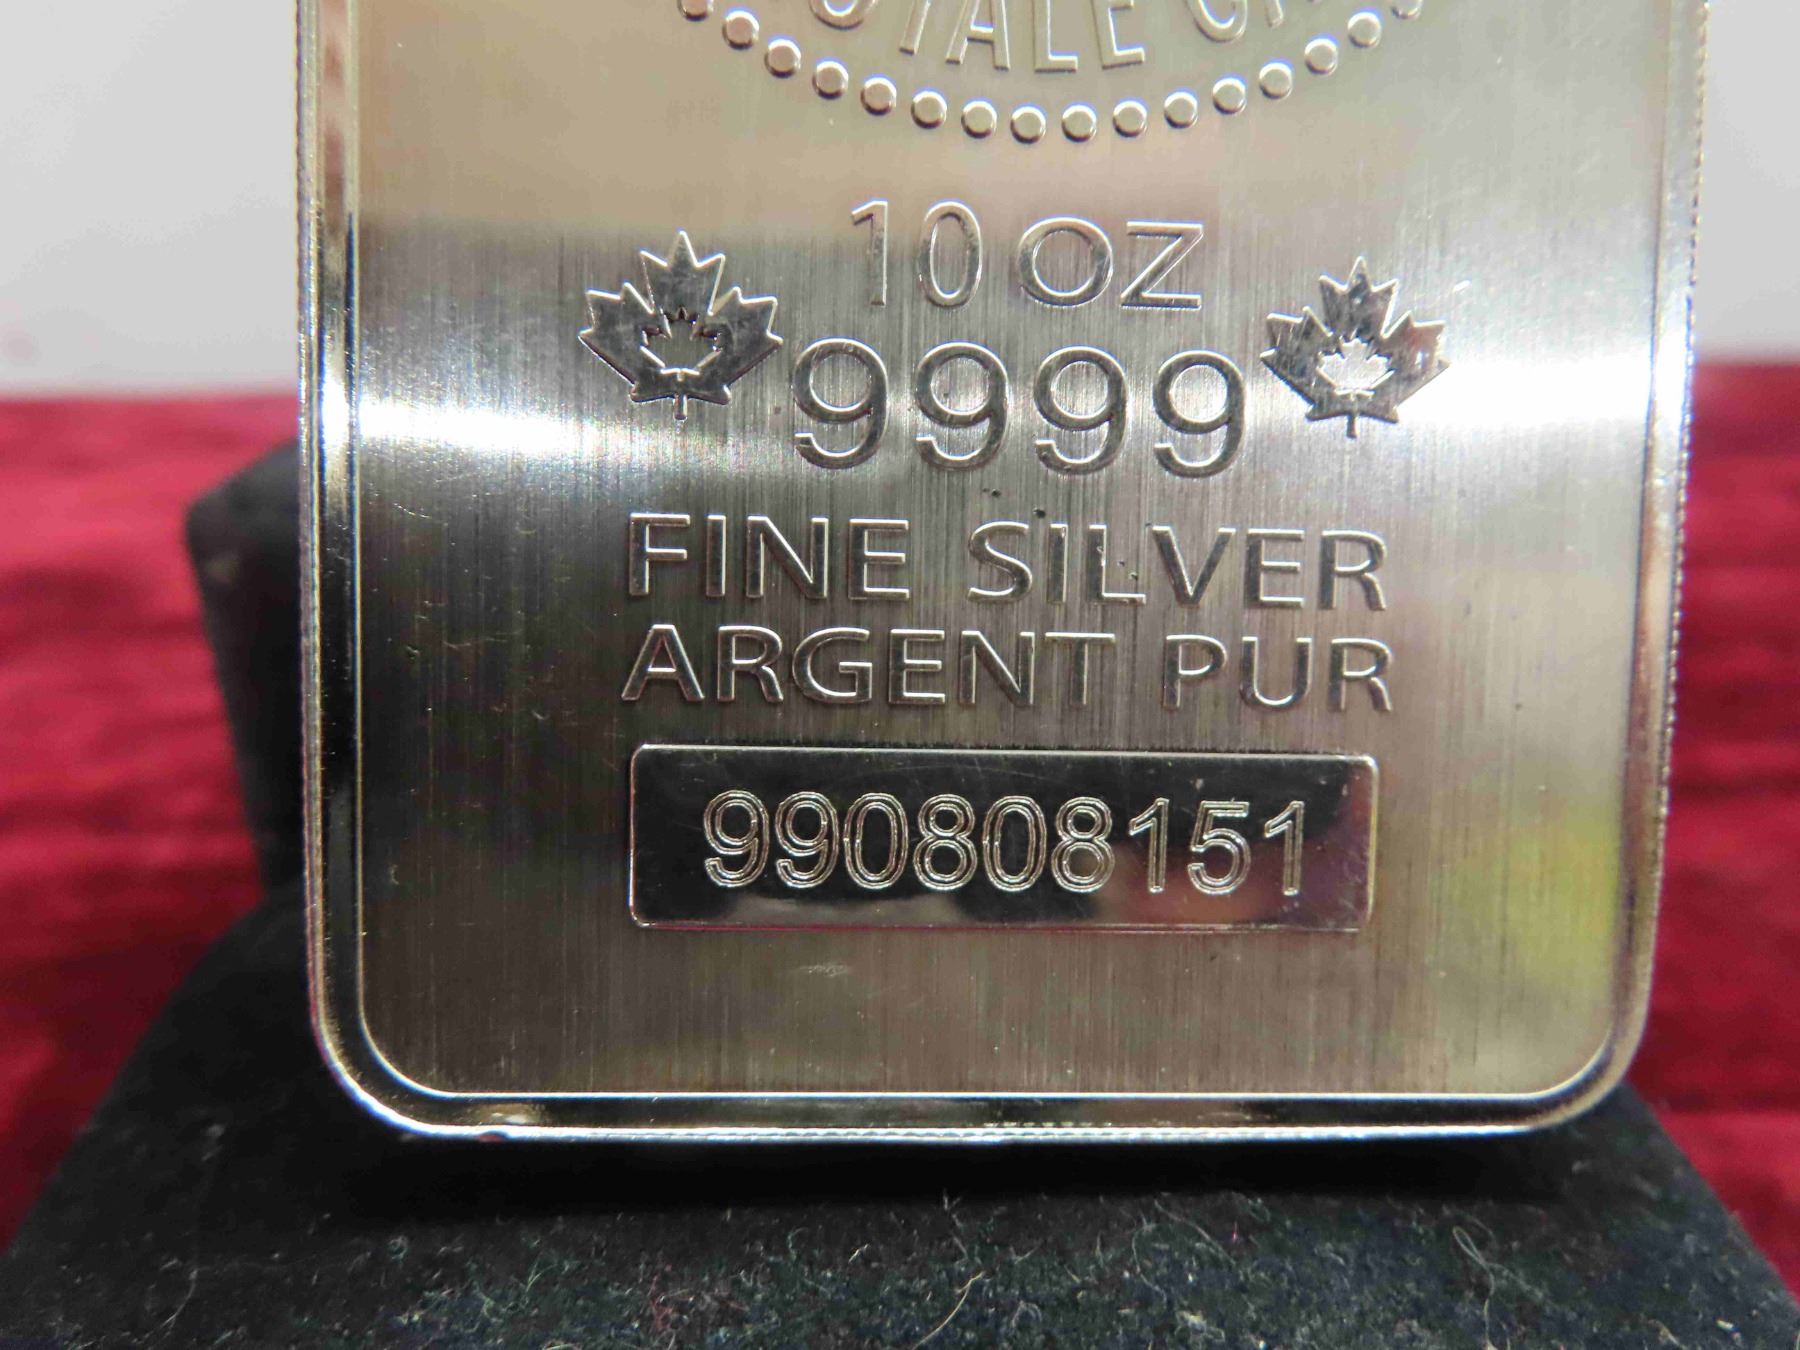 10 OZ
9999
FINE SILVER
ARGENT PUR
990808151